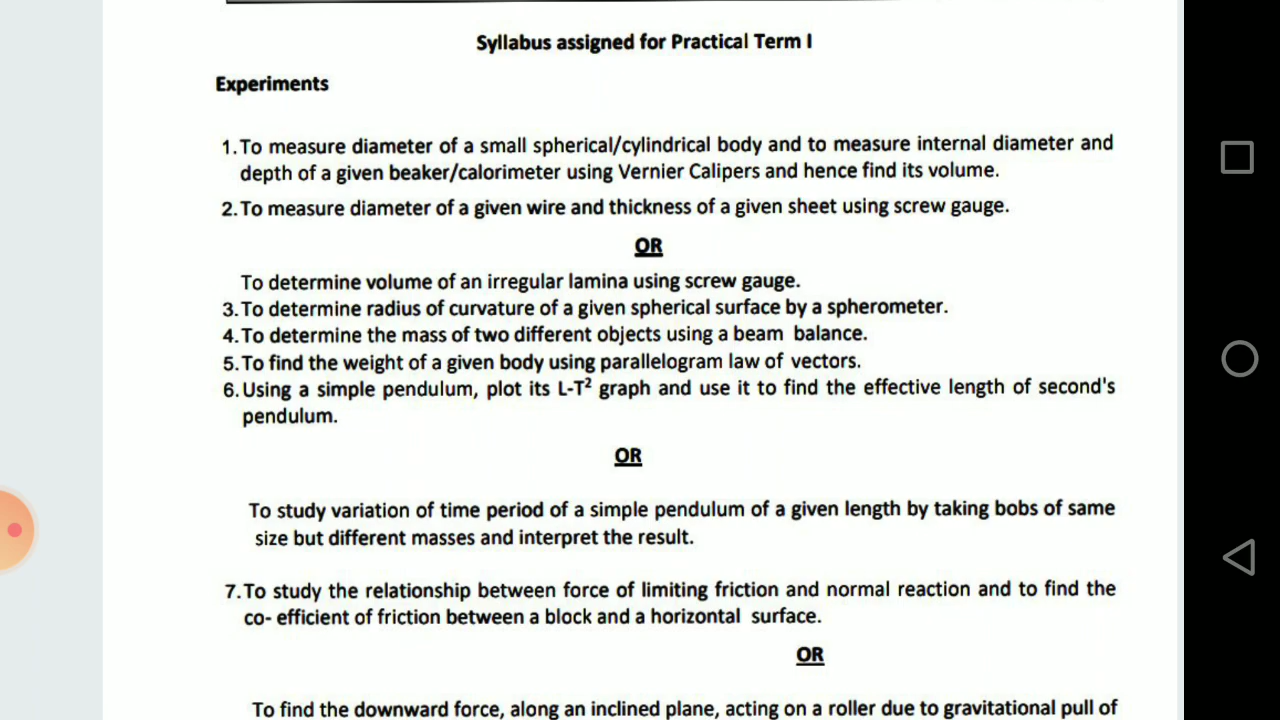 Syllabus assigned for Practical Term I
Experiments
1. To measure diameter of a small spherical/cylindrical body and to measure internal diameter and
depth of a given beaker/calorimeter using Vernier Calipers and hence find its volume.
2. To measure diameter of a given wire and thickness of a given sheet using screw gauge.
OR
To determine volume of an irregular lamina using screw gauge.
3. To determine radius of curvature of a given spherical surface by a spherometer.
4. To determine the mass of two different objects using a beam balance.
5. To find the weight of a given body using parallelogram law of vectors.
6. Using a simple pendulum, plot its L-T² graph and use it to find the effective length of second's
pendulum.
OR
To study variation of time period of a simple pendulum of a given length by taking bobs of same
size but different masses and interpret the result.
7. To study the relationship between force of limiting friction and normal reaction and to find the
co- efficient of friction between a block and a horizontal surface.
OR
To find the downward force, along an inclined plane, acting on a roller due to gravitational pull of